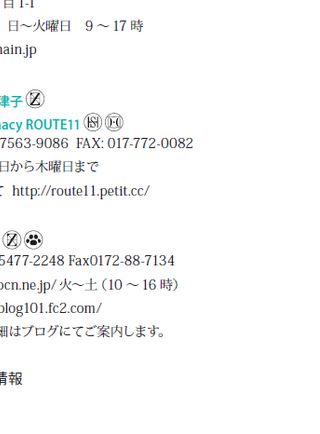 目 1-1
日～火曜日　9 ～ 17 時
nain.jp
津子
nacy ROUTE11
7563-9086 FAX: 017-772-0082
日から木曜日まで
て http://route11.petit.cc/
5477-2248 Fax0172-88-7134
ocn.ne.jp/ 火～土（10 ～ 16 時）
blog101.fc2.com/
細はブログにてご案内します。
情報